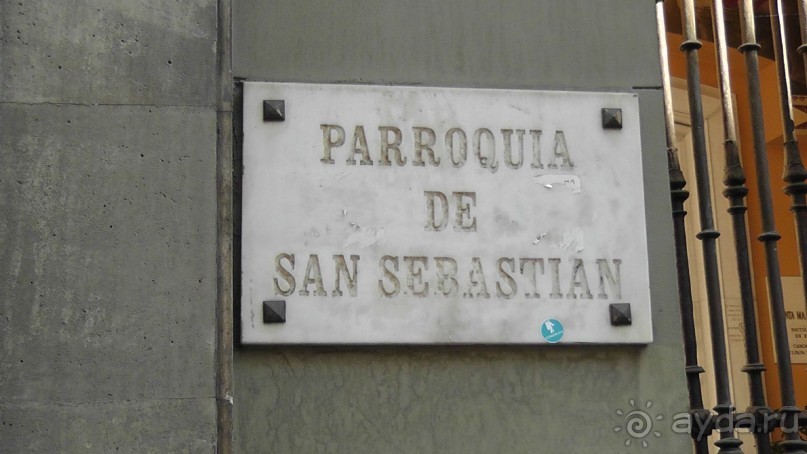 PARROQUIA
DE
SAN SEBASTIAN
ayda.ru